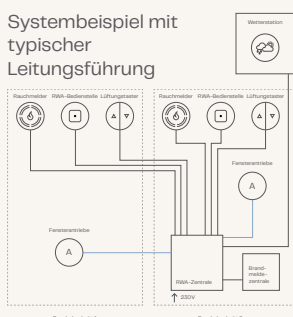 Systembeispiel mit
typischer
Leitungsführung
Wetterstation
Rauchmelder RWA-Bedienstelle Lüftungstaster
Rauchmelder RWA-Bedienstelle Lüftungstaster
Fensterantriebe
A
Fensterantriebe
A
RWA-Zentrale
Brand-
melde-
zentrale
230V